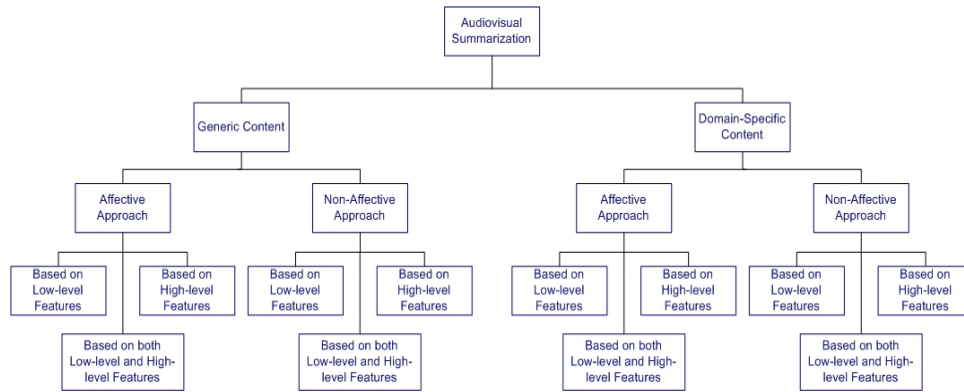 Audiovisual
Summarization
Generic Content
Domain-Specific
Content
Affective
Approach
Non-Affective
Approach
Affective
Approach
Non-Affective
Approach
Based on
Low-level
Features
Based on
High-level
Features
Based on
Low-level
Features
Based on
High-level
Features
Based on
Low-level
Features
Based on
High-level
Features
Based on
Low-level
Features
Based on
High-level
Features
Based on both
Low-level and High-
level Features
Based on both
Low-level and High-
level Features
Based on both
Low-level and High-
level Features
Based on both
Low-level and High-
level Features